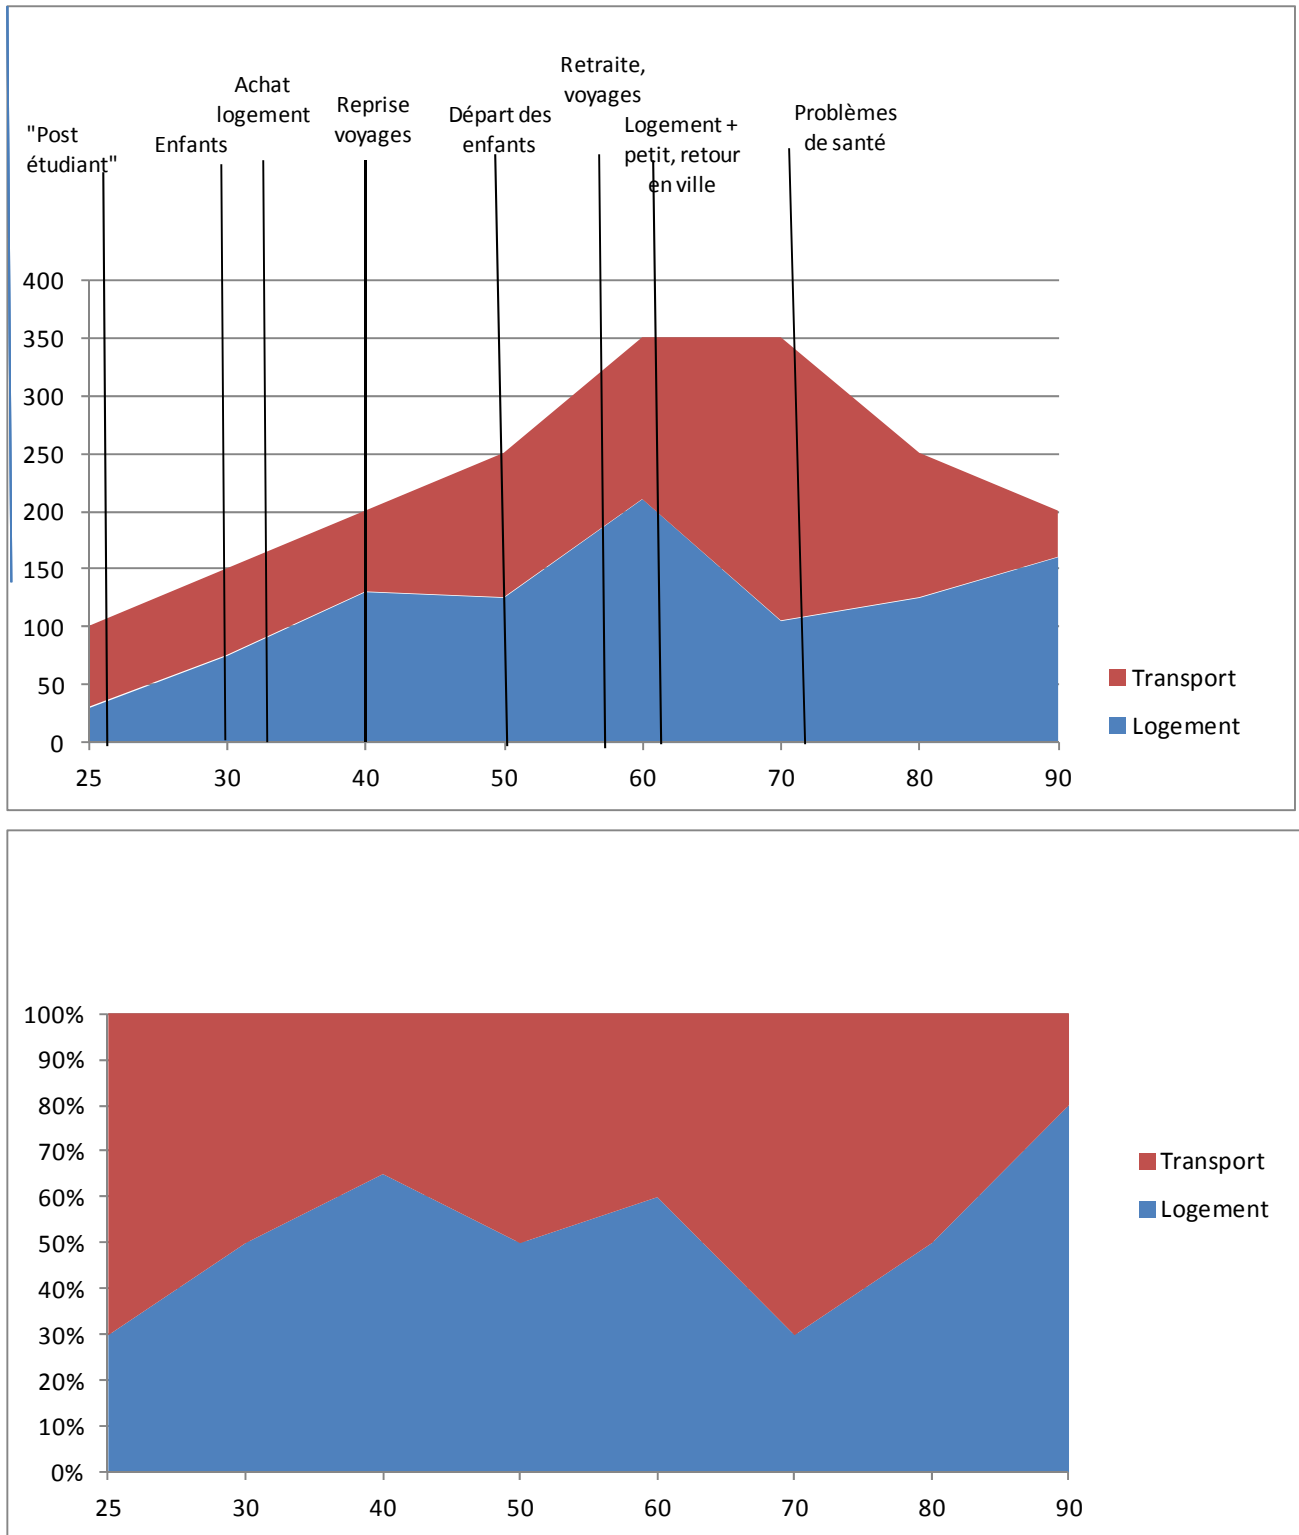 "Post
étudiant"
Enfants
Achat
logement
Reprise
voyages
Départ des
enfants
Retraite,
voyages
Logement +
petit, retour
en ville
Problèmes
de santé
400
350
300
250
200
150
100
50
0
25 30 40 50 60 70 80 90
Transport
Logement
100%
90%
80%
70%
60%
50%
40%
30%
20%
10%
0%
25 30 40 50 60 70 80 90
Transport
Logement